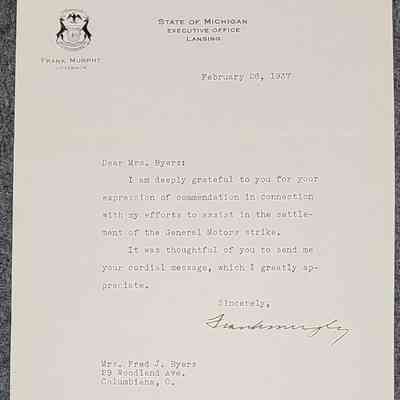 STATE OF MICHIGAN
EXECUTIVE OFFICE
LANSING
FRANK MURPHY
GOVERNOR
February 26, 1937
Dear Mrs. Byers:
I am deeply grateful to you for your
expression of commendation in connection
with my efforts to assist in the settle-
ment of the General Motors strike.
It was thoughtful of you to send me
your cordial message, which I greatly ap-
preciate.
Sincerely,
Frank Murphy
Mrs. Fred J. Byers
29 Woodland Ave.
Columbiana, O.